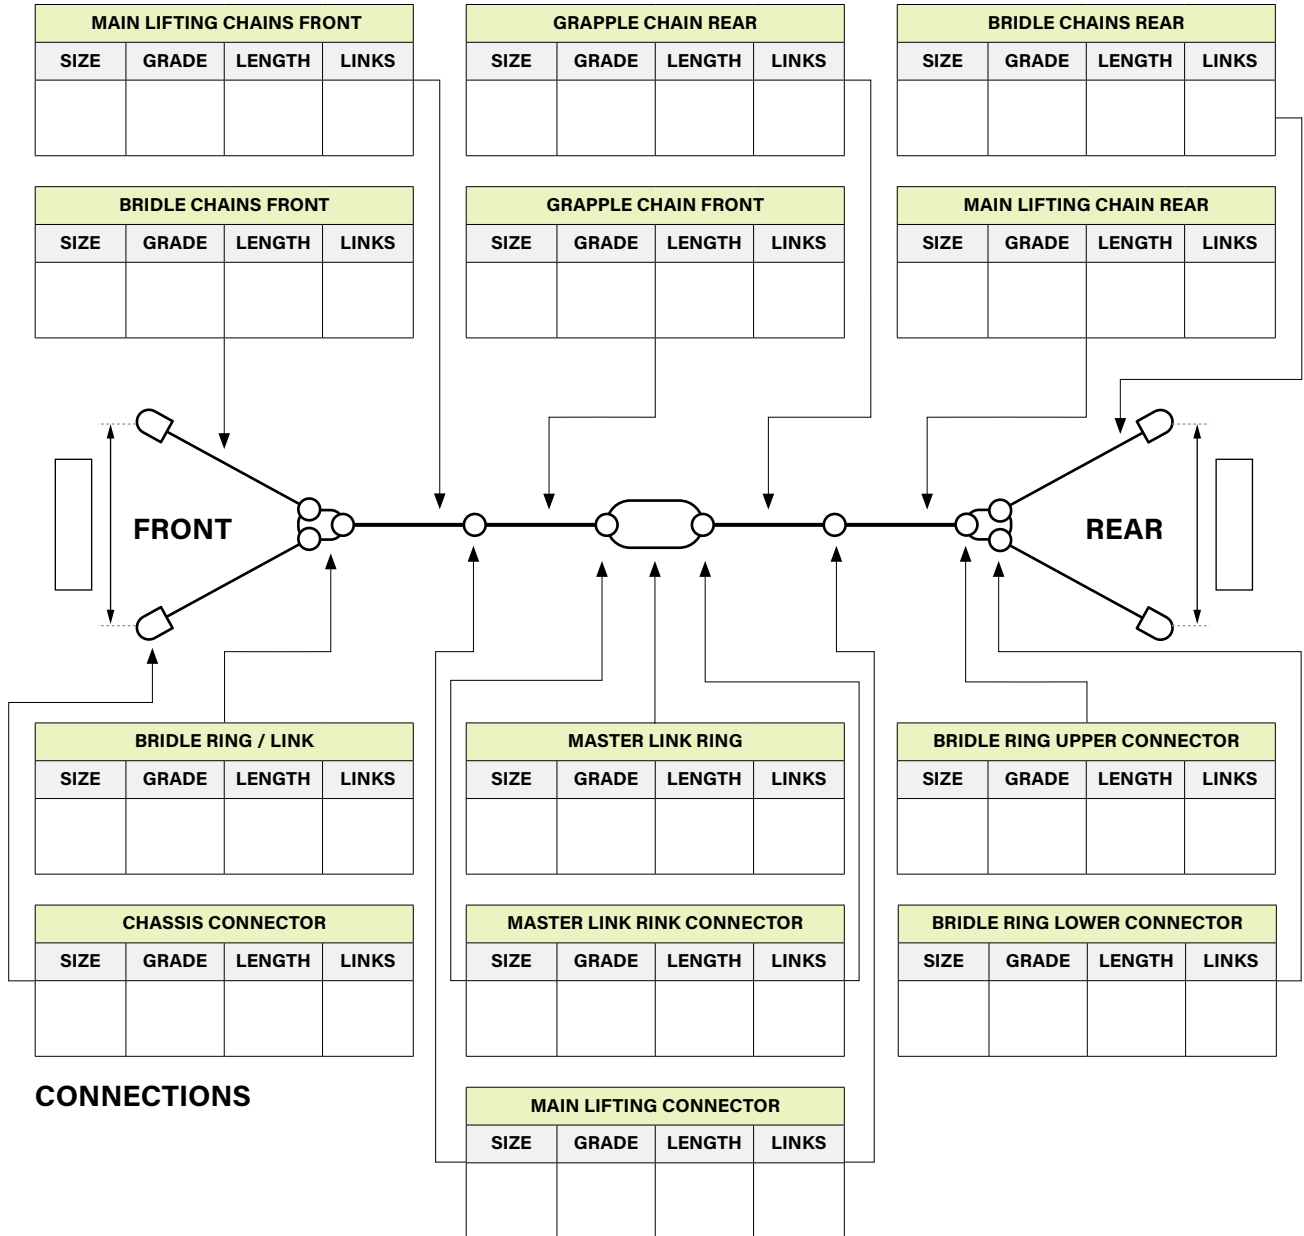 MAIN LIFTING CHAINS FRONT
SIZE GRADE LENGTH LINKS
GRAPPLE CHAIN REAR
SIZE GRADE LENGTH LINKS
BRIDLE CHAINS REAR
SIZE GRADE LENGTH LINKS
BRIDLE CHAINS FRONT
SIZE GRADE LENGTH LINKS
GRAPPLE CHAIN FRONT
SIZE GRADE LENGTH LINKS
MAIN LIFTING CHAIN REAR
SIZE GRADE LENGTH LINKS
FRONT
REAR
BRIDLE RING / LINK
SIZE GRADE LENGTH LINKS
MASTER LINK RING
SIZE GRADE LENGTH LINKS
BRIDLE RING UPPER CONNECTOR
SIZE GRADE LENGTH LINKS
CHASSIS CONNECTOR
SIZE GRADE LENGTH LINKS
MASTER LINK RINK CONNECTOR
SIZE GRADE LENGTH LINKS
BRIDLE RING LOWER CONNECTOR
SIZE GRADE LENGTH LINKS
CONNECTIONS
MAIN LIFTING CONNECTOR
SIZE GRADE LENGTH LINKS